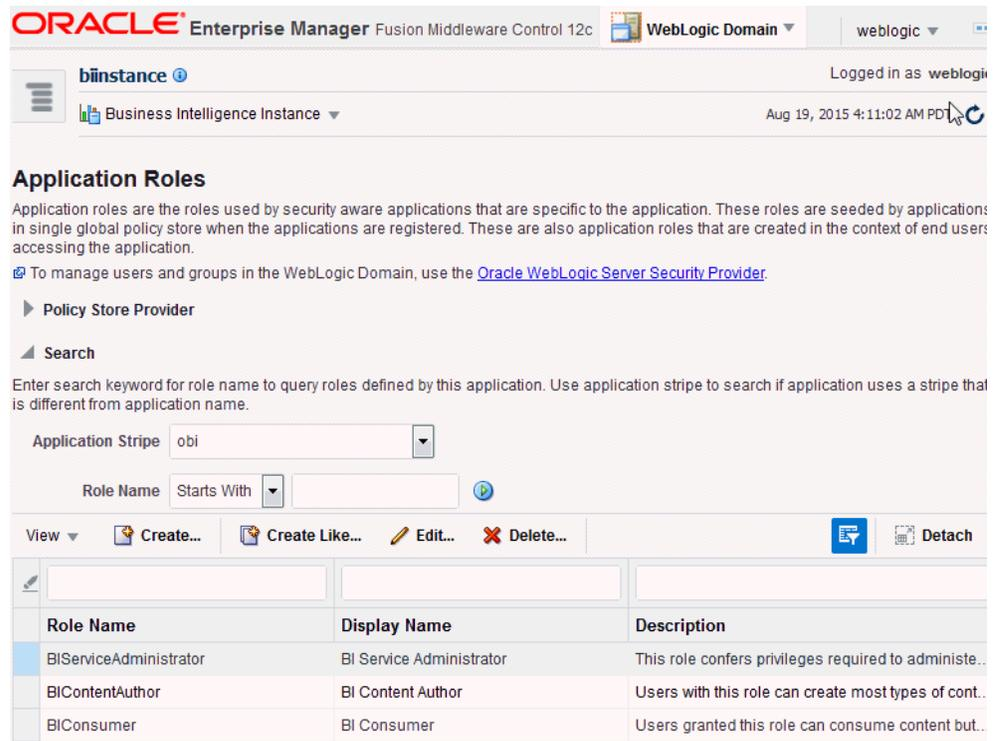 ORACLE Enterprise Manager Fusion Middleware Control 12c WebLogic Domain weblogic
biinstance
Logged in as weblogic
Business Intelligence Instance
Aug 19, 2015 4:11:02 AM PDT
Application Roles
Application roles are the roles used by security aware applications that are specific to the application. These roles are seeded by applications
in single global policy store when the applications are registered. These are also application roles that are created in the context of end users
accessing the application.
To manage users and groups in the WebLogic Domain, use the Oracle WebLogic Server Security Provider.
Policy Store Provider
Search
Enter search keyword for role name to query roles defined by this application. Use application stripe to search if application uses a stripe that
is different from application name.
Application Stripe obi
Role Name Starts With
View Create... Create Like... Edit... Delete... Detach
Role Name Display Name Description
BIServiceAdministrator BI Service Administrator This role confers privileges required to administe...
BIContentAuthor BI Content Author Users with this role can create most types of cont...
BIConsumer BI Consumer Users granted this role can consume content but...